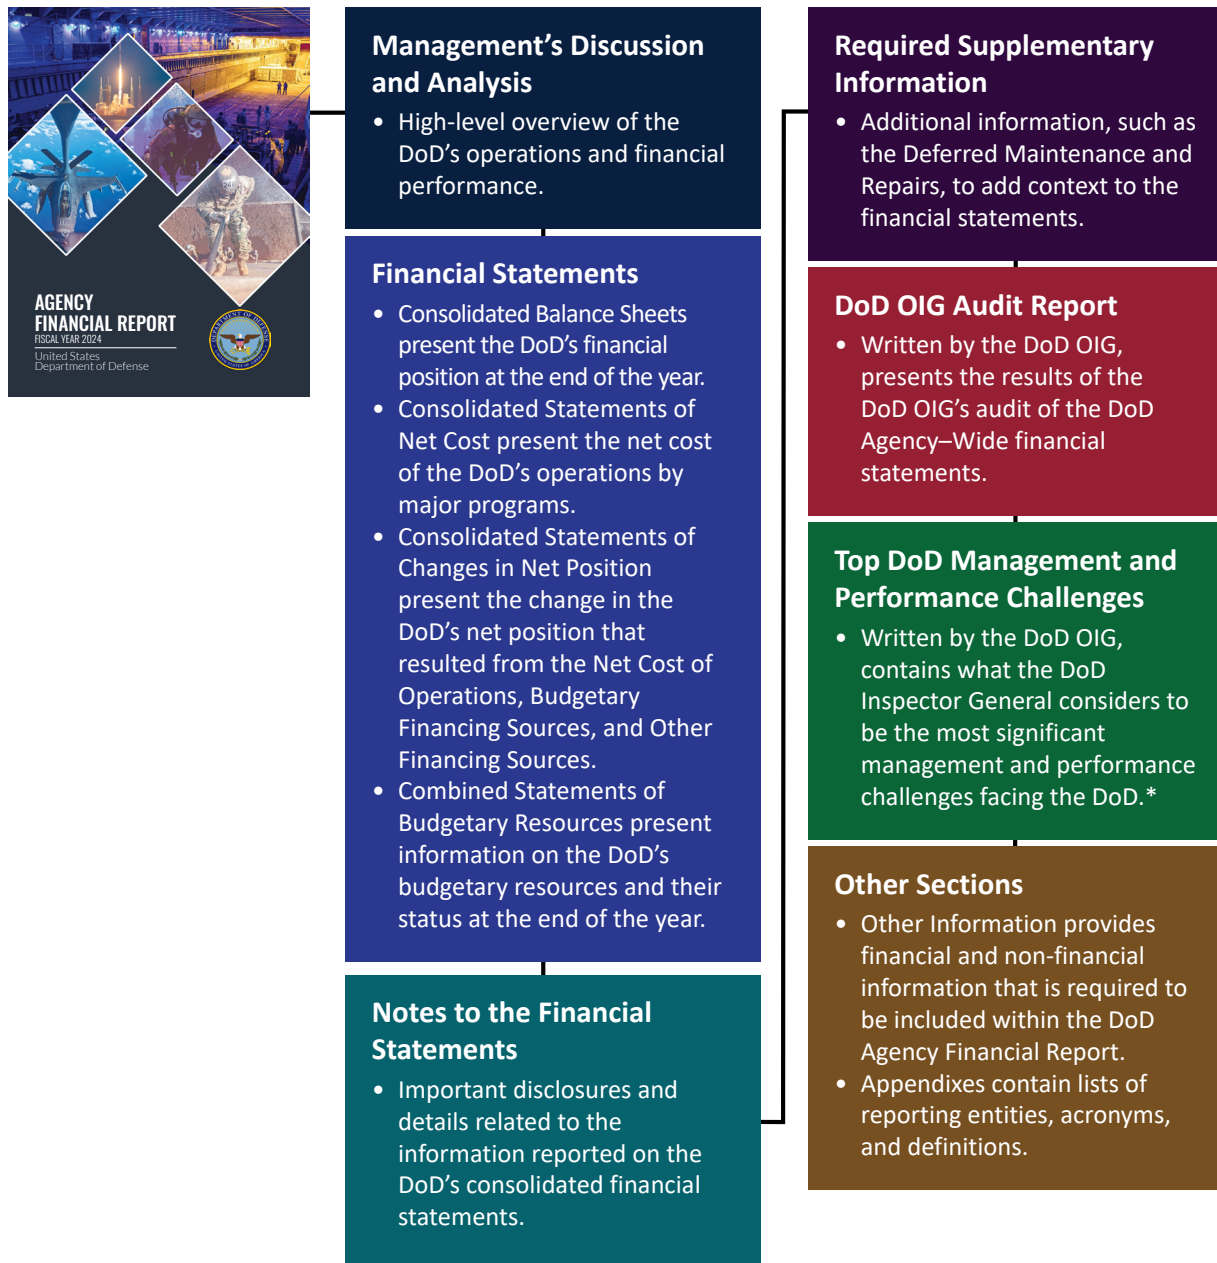 AGENCY
FINANCIAL REPORT
FISCAL YEAR 2024
United States
Department of Defense
Management’s Discussion
and Analysis
• High-level overview of the
DoD’s operations and financial
performance.
Financial Statements
• Consolidated Balance Sheets
present the DoD’s financial
position at the end of the year.
• Consolidated Statements of
Net Cost present the net cost
of the DoD’s operations by
major programs.
• Consolidated Statements of
Changes in Net Position
present the change in the
DoD’s net position that
resulted from the Net Cost of
Operations, Budgetary
Financing Sources, and Other
Financing Sources.
• Combined Statements of
Budgetary Resources present
information on the DoD’s
budgetary resources and their
status at the end of the year.
Notes to the Financial
Statements
• Important disclosures and
details related to the
information reported on the
DoD’s consolidated financial
statements.
Required Supplementary
Information
• Additional information, such as
the Deferred Maintenance and
Repairs, to add context to the
financial statements.
DoD OIG Audit Report
• Written by the DoD OIG,
presents the results of the
DoD OIG’s audit of the DoD
Agency–Wide financial
statements.
Top DoD Management and
Performance Challenges
• Written by the DoD OIG,
contains what the DoD
Inspector General considers to
be the most significant
management and performance
challenges facing the DoD.*
Other Sections
• Other Information provides
financial and non-financial
information that is required to
be included within the DoD
Agency Financial Report.
• Appendixes contain lists of
reporting entities, acronyms,
and definitions.